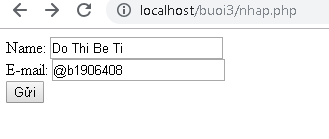 localhost/buoi3/nhap.php
Name: Do Thi Be Ti
E-mail: @b1906408
Gửi